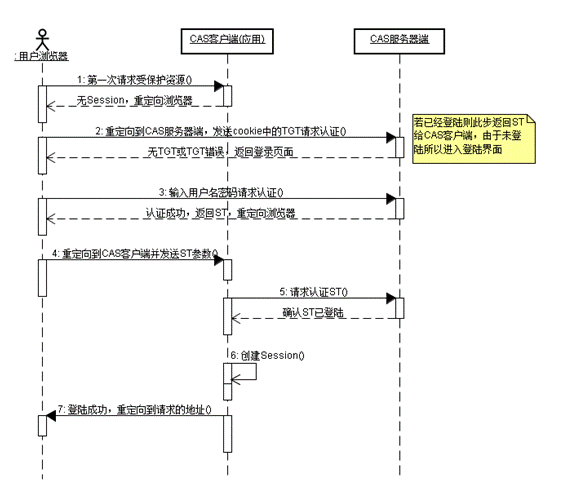 : 用户浏览器
CAS客户端(应用)
CAS服务器端
1: 第一次请求受保护资源()
无Session，重定向浏览器
2: 重定向到CAS服务器端，发送cookie中的TGT请求认证()
无TGT或TGT错误，返回登录页面
若已经登陆则此步返回ST
给CAS客户端，由于未登
陆所以进入登陆界面
3: 输入用户名密码请求认证()
认证成功，返回ST，重定向浏览器
4: 重定向到CAS客户端并发送ST参数()
5: 请求认证ST()
确认ST已登陆
6: 创建Session()
7: 登陆成功，重定向到请求的地址()